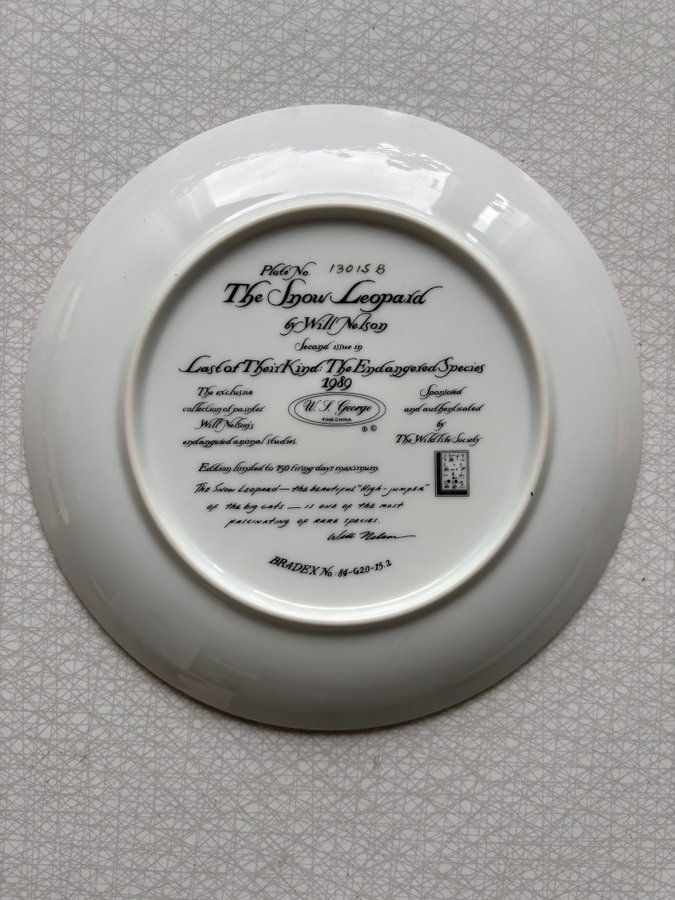 Plate No. 13015 B
The Snow Leopard
by Will Nelson
Second issue in
Last of Their Kind: The Endangered Species
1989
The exclusive
collection of painter
Will Nelson's
endangered animal studies.
U. S. George
FINE CHINA
® ©
Sponsored
and authenticated
by
The Wildlife Society
Edition limited to 150 firing days maximum.
The Snow Leopard — the beautiful "High-jumper"
of the big cats — is one of the most
fascinating of rare species.
Will Nelson
BRADEX No. 84-G20-15.2